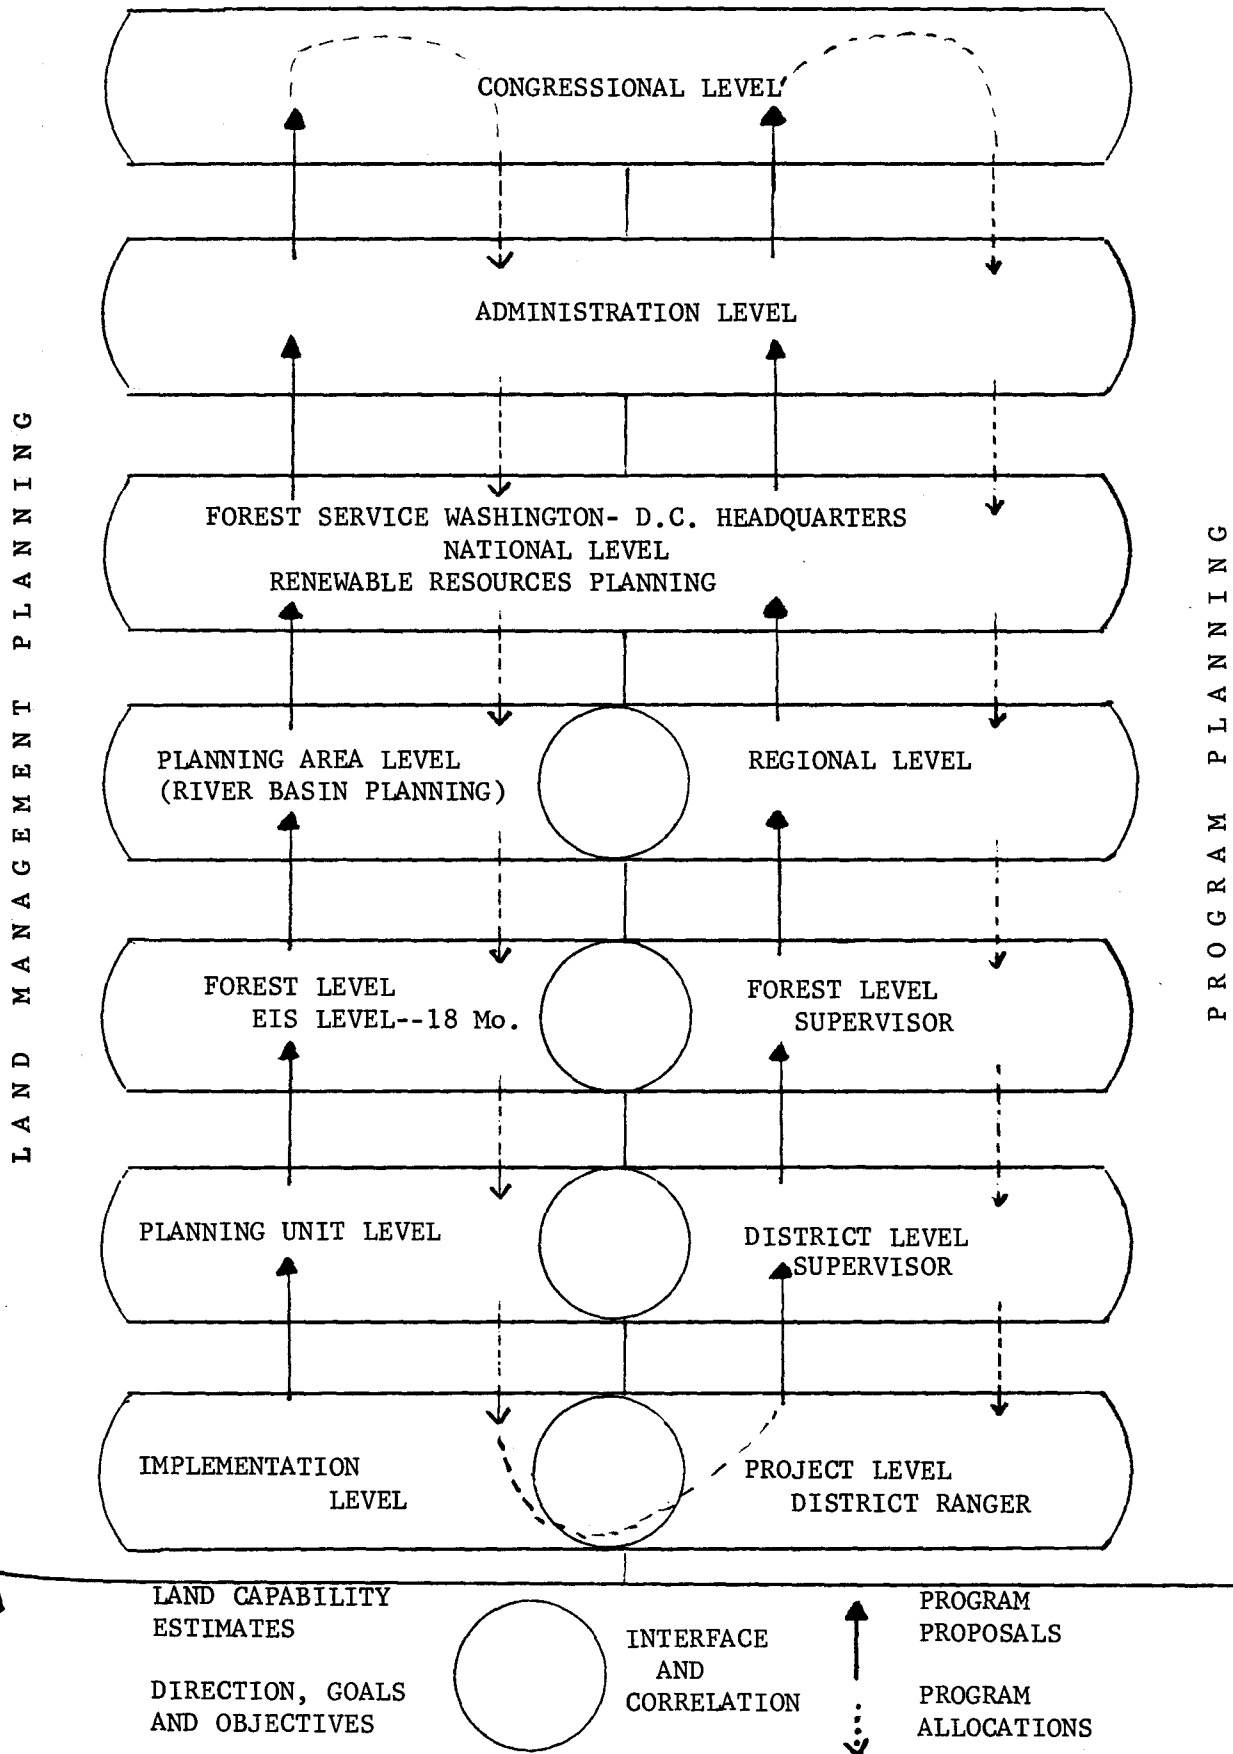 CONGRESSIONAL LEVEL
ADMINISTRATION LEVEL
FOREST SERVICE WASHINGTON- D.C. HEADQUARTERS
NATIONAL LEVEL
RENEWABLE RESOURCES PLANNING
LAND MANAGEMENT PLANNING
PROGRAM PLANNING
PLANNING AREA LEVEL
(RIVER BASIN PLANNING)
REGIONAL LEVEL
FOREST LEVEL
EIS LEVEL--18 Mo.
FOREST LEVEL
SUPERVISOR
PLANNING UNIT LEVEL
DISTRICT LEVEL
SUPERVISOR
IMPLEMENTATION
LEVEL
PROJECT LEVEL
DISTRICT RANGER
LAND CAPABILITY
ESTIMATES
DIRECTION, GOALS
AND OBJECTIVES
INTERFACE
AND
CORRELATION
PROGRAM
PROPOSALS
PROGRAM
ALLOCATIONS